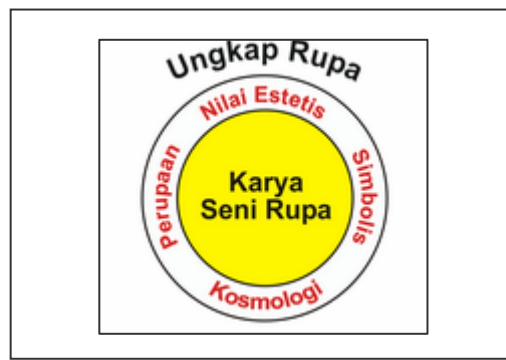 Ungkap Rupa
Nilai Estetis
Perupaan
Simbolis
Karya
Seni Rupa
Kosmologi